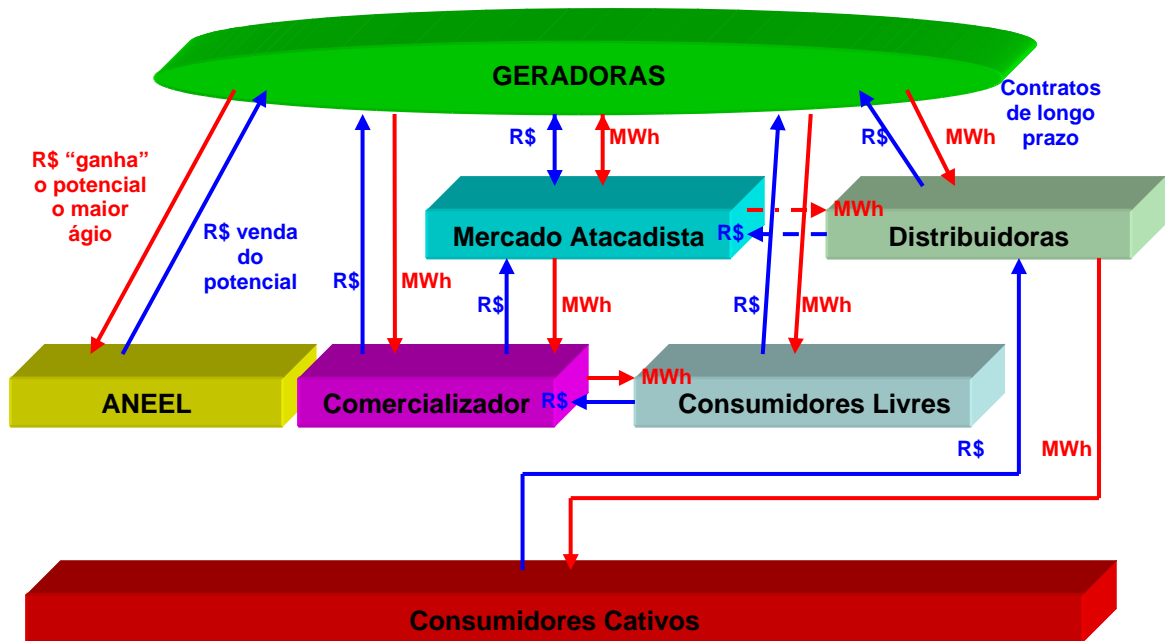 GERADORAS
Contratos
de longo
prazo
R$
MWh
R$
MWh
R$ “ganha”
o potencial
o maior
ágio
R$ venda
do
potencial
Mercado Atacadista
MWh
R$
Distribuidoras
R$
MWh
R$
MWh
R$
MWh
ANEEL
Comercializador
MWh
R$
Consumidores Livres
R$
MWh
Consumidores Cativos